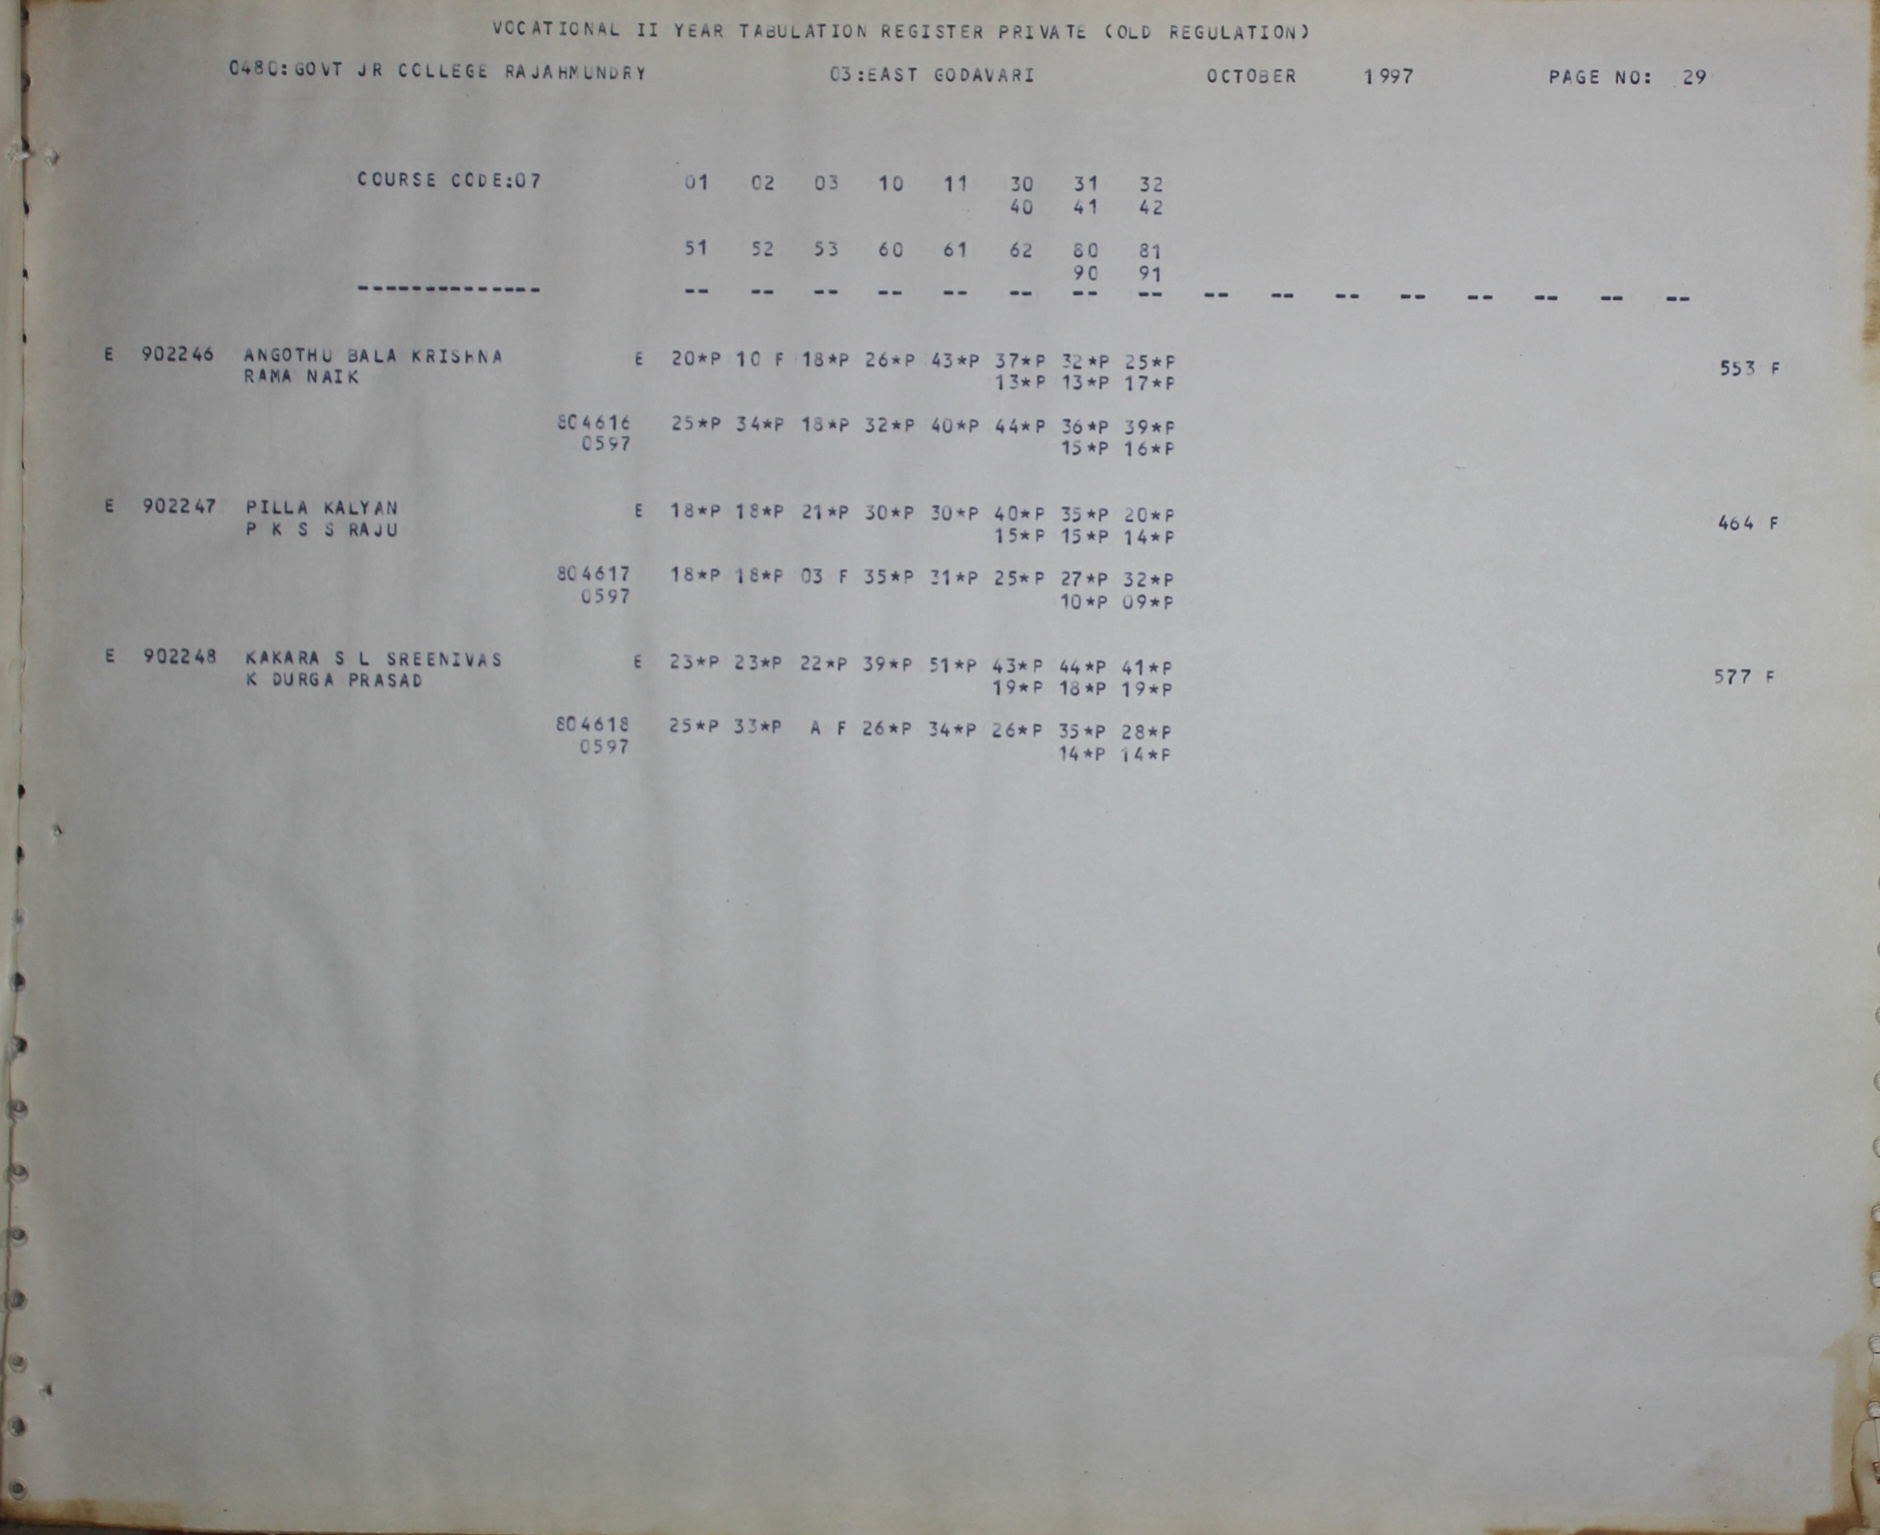 VOCATIONAL II YEAR TABULATION REGISTER PRIVATE (OLD REGULATION)
0480:GOVT JR COLLEGE RAJAHMUNDRY 03:EAST GODAVARI OCTOBER 1997 PAGE NO: 29
COURSE CODE:07 01 02 03 10 11 30 31 32
40 41 42
51 52 53 60 61 62 80 81
90 91
-------------- -- -- -- -- -- -- -- -- -- -- -- -- -- -- -- --
E 902246 ANGOTHU BALA KRISHNA E 20*P 10 F 18*P 26*P 43*P 37*P 32*P 25*P 553 F
RAMA NAIK 13*P 13*P 17*P
804616 25*P 34*P 18*P 32*P 40*P 44*P 36*P 39*P
0597 15*P 16*P
E 902247 PILLA KALYAN E 18*P 18*P 21*P 30*P 30*P 40*P 35*P 20*P 464 F
P K S S RAJU 15*P 15*P 14*P
804617 18*P 18*P 03 F 35*P 31*P 25*P 27*P 32*P
0597 10*P 09*P
E 902248 KAKARA S L SREENIVAS E 23*P 23*P 22*P 39*P 51*P 43*P 44*P 41*P 577 F
K DURGA PRASAD 19*P 18*P 19*P
804618 25*P 33*P A F 26*P 34*P 26*P 35*P 28*P
0597 14*P 14*P